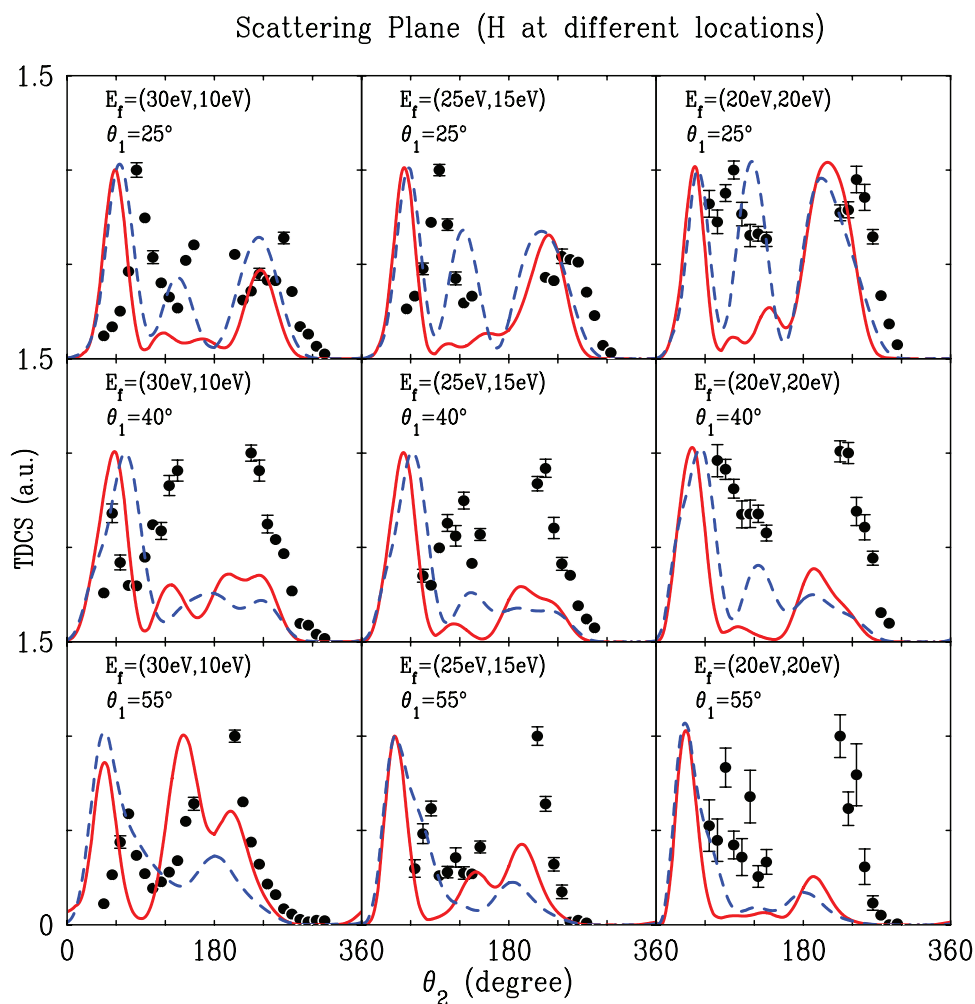 Scattering Plane (H at different locations)
1.5
E_f=(30eV,10eV)
θ_1=25°
E_f=(25eV,15eV)
θ_1=25°
E_f=(20eV,20eV)
θ_1=25°
1.5
E_f=(30eV,10eV)
θ_1=40°
E_f=(25eV,15eV)
θ_1=40°
E_f=(20eV,20eV)
θ_1=40°
TDCS (a.u.)
1.5
E_f=(30eV,10eV)
θ_1=55°
E_f=(25eV,15eV)
θ_1=55°
E_f=(20eV,20eV)
θ_1=55°
0
0 180 360 180 360 180 360
θ_2 (degree)